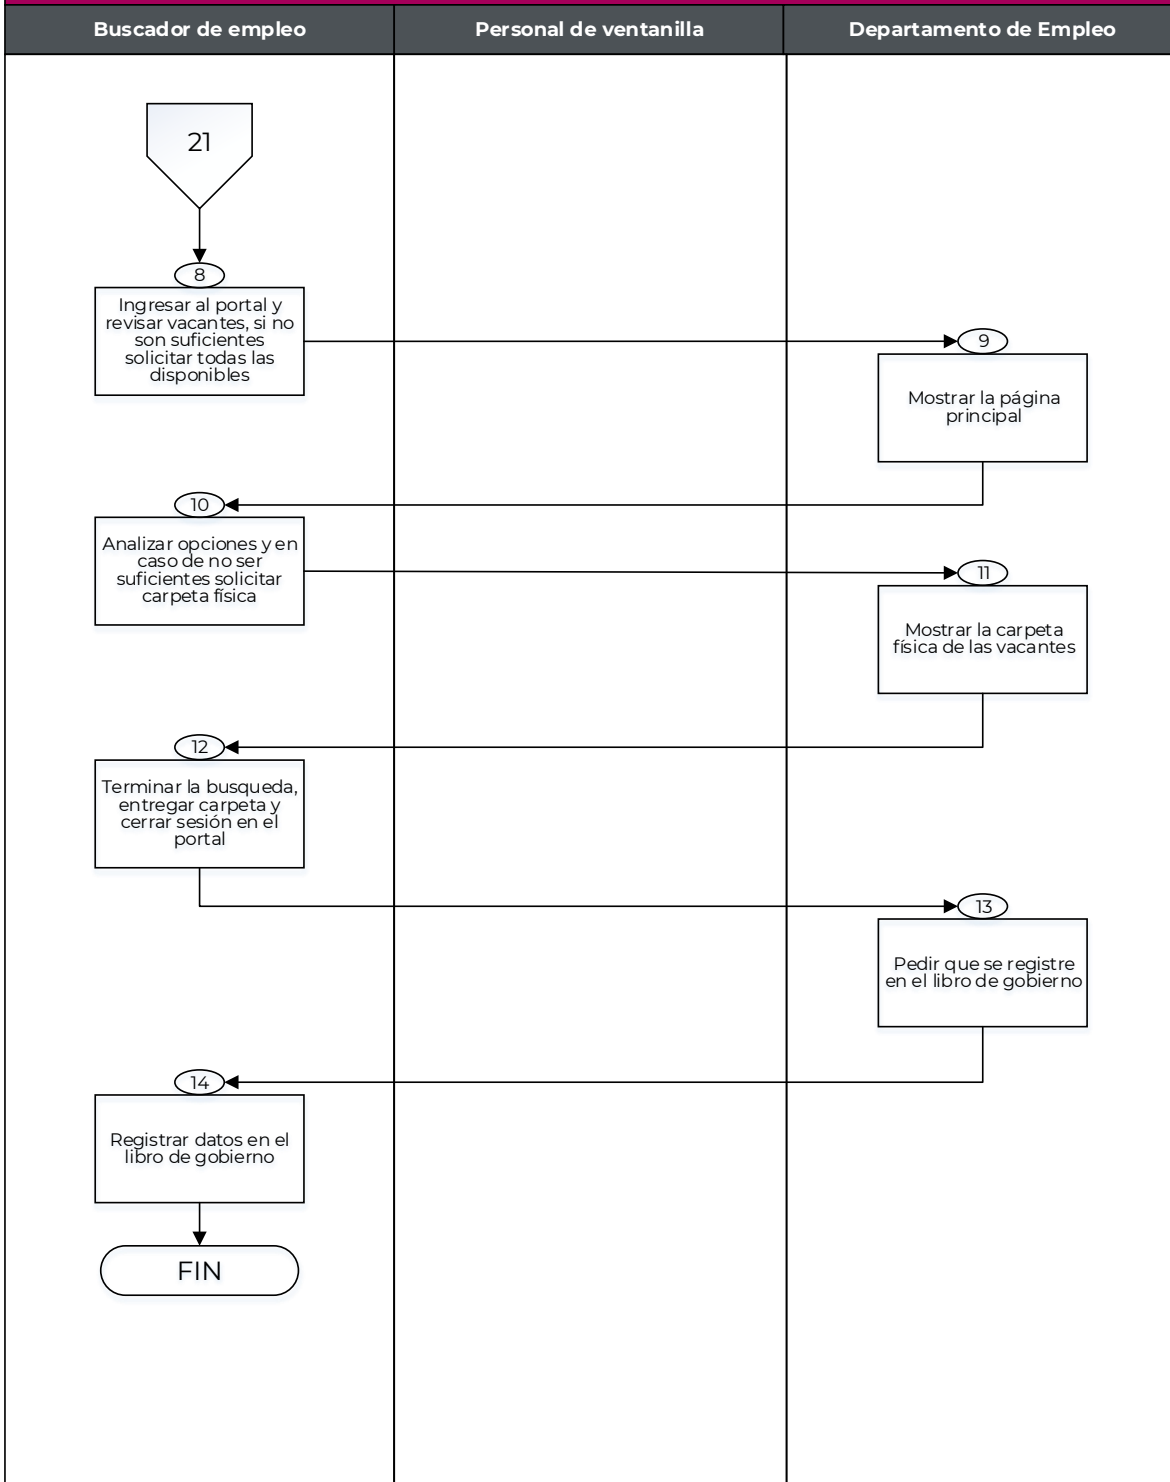 Buscador de empleo
Personal de ventanilla
Departamento de Empleo
21
8
Ingresar al portal y
revisar vacantes, si no
son suficientes
solicitar todas las
disponibles
9
Mostrar la página
principal
10
Analizar opciones y en
caso de no ser
suficientes solicitar
carpeta física
11
Mostrar la carpeta
física de las vacantes
12
Terminar la busqueda,
entregar carpeta y
cerrar sesión en el
portal
13
Pedir que se registre
en el libro de gobierno
14
Registrar datos en el
libro de gobierno
FIN